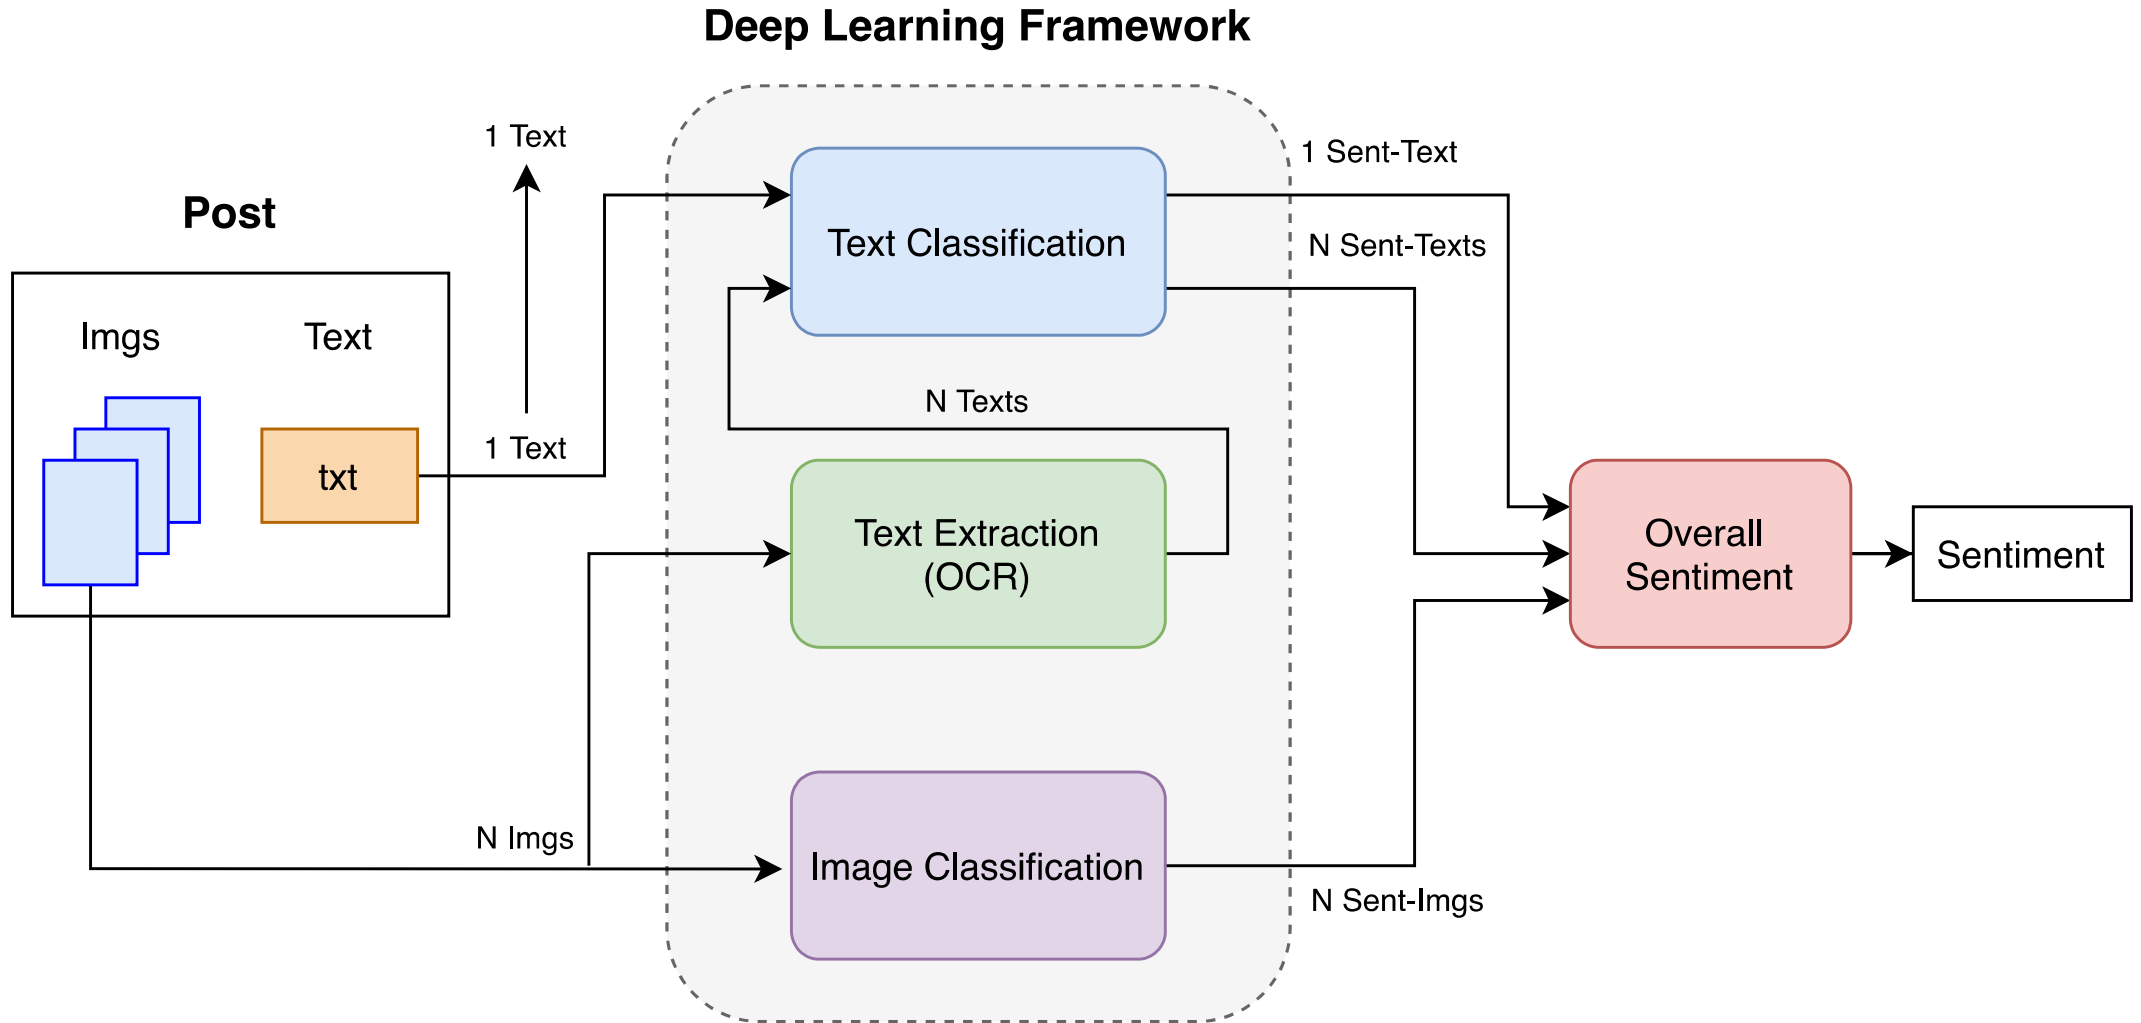 Deep Learning Framework
Post
Imgs
Text
txt
1 Text
1 Text
N Imgs
Text Classification
N Texts
Text Extraction
(OCR)
Image Classification
1 Sent-Text
N Sent-Texts
N Sent-Imgs
Overall
Sentiment
Sentiment